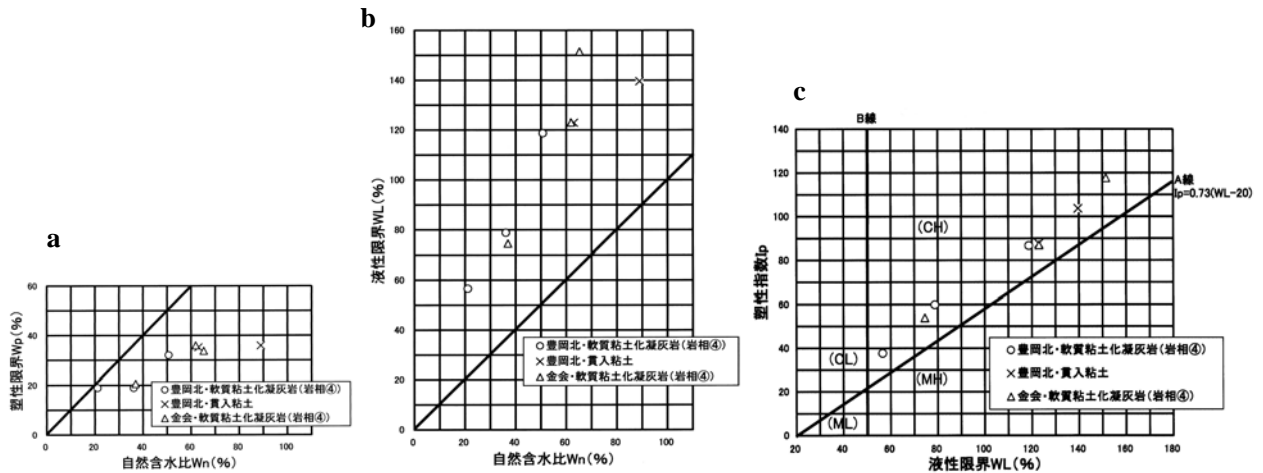 a
60
40
20
0
塑性限界Wp(%)
20 40 60 80 100
自然含水比Wn(%)
○豊岡北・軟質粘土化凝灰岩(岩相④)
×豊岡北・貫入粘土
△金会・軟質粘土化凝灰岩(岩相④)
b
160
140
120
100
80
60
40
20
0
液性限界WL(%)
0 20 40 60 80 100
自然含水比Wn(%)
○豊岡北・軟質粘土化凝灰岩(岩相④)
×豊岡北・貫入粘土
△金会・軟質粘土化凝灰岩(岩相④)
c
B線
140
120
100
80
60
40
20
0
塑性指数Ip
A線
Ip=0.73(WL-20)
(CH)
(CL)
(MH)
(ML)
20 40 60 80 100 120 140 160 180
液性限界WL(%)
○豊岡北・軟質粘土化凝灰岩(岩相④)
×豊岡北・貫入粘土
△金会・軟質粘土化凝灰岩(岩相④)